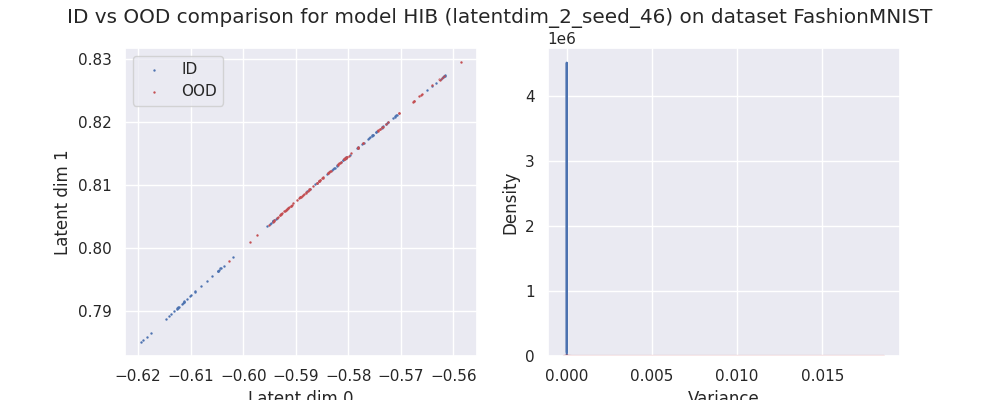 ID vs OOD comparison for model HIB (latentdim_2_seed_46) on dataset FashionMNIST
1e6
ID
OOD
0.83
0.82
0.81
0.80
0.79
Latent dim 1
−0.62 −0.61 −0.60 −0.59 −0.58 −0.57 −0.56
Latent dim 0
4
3
2
1
0
Density
0.000 0.005 0.010 0.015
Variance